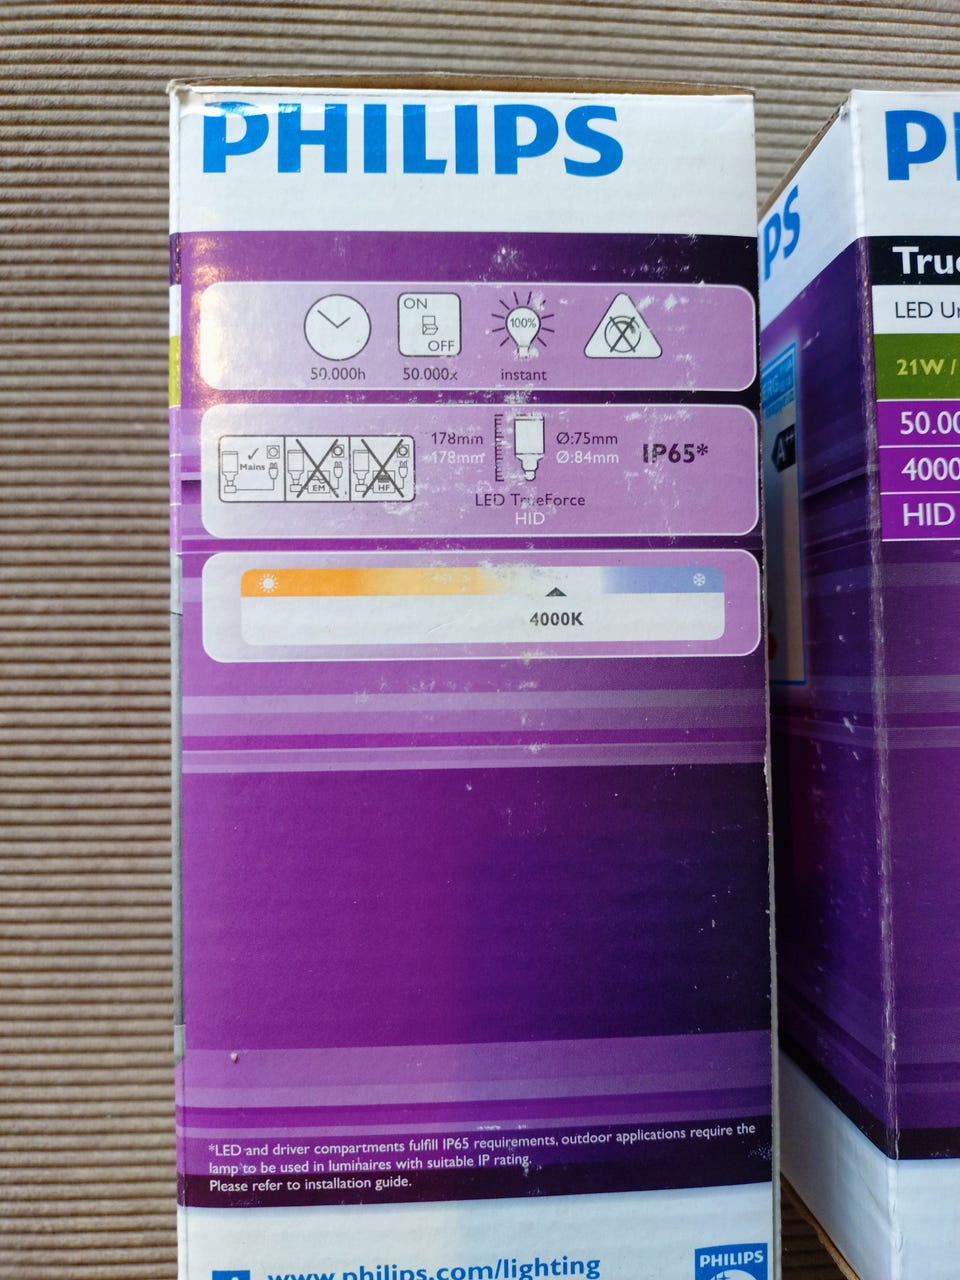 PHILIPS
ON
OFF
100%
50.000h
50.000x
instant
Mains
EM
HF
178mm
178mm
Ø:75mm
Ø:84mm
IP65*
LED TrueForce
HID
4000K
*LED and driver compartments fulfill IP65 requirements, outdoor applications require the
lamp to be used in luminaires with suitable IP rating.
Please refer to installation guide.
www.philips.com/lighting
PHILIPS
PS
A++
P
True
LED Ur
21W /
50.00
4000
HID